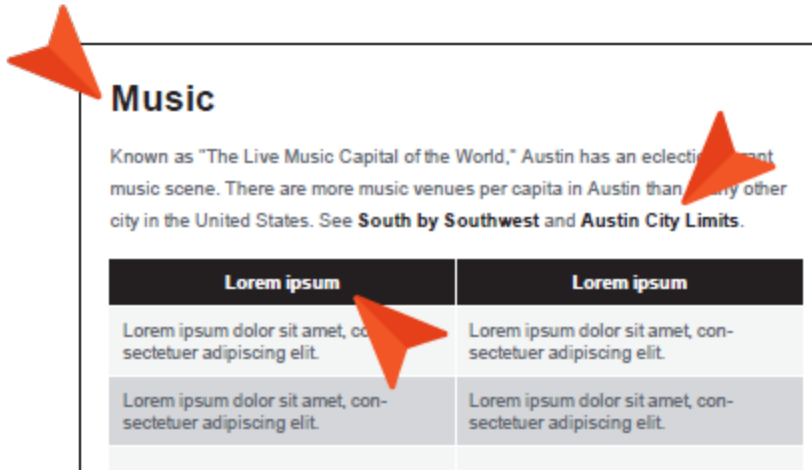 Music
Known as "The Live Music Capital of the World," Austin has an eclectic
music scene. There are more music venues per capita in Austin than any other
city in the United States. See South by Southwest and Austin City Limits.
Lorem ipsum Lorem ipsum
Lorem ipsum dolor sit amet, Lorem ipsum dolor sit amet, con-
sectetuer adipiscing elit. sectetuer adipiscing elit.
Lorem ipsum dolor sit amet, con- Lorem ipsum dolor sit amet, con-
sectetuer adipiscing elit. sectetuer adipiscing elit.